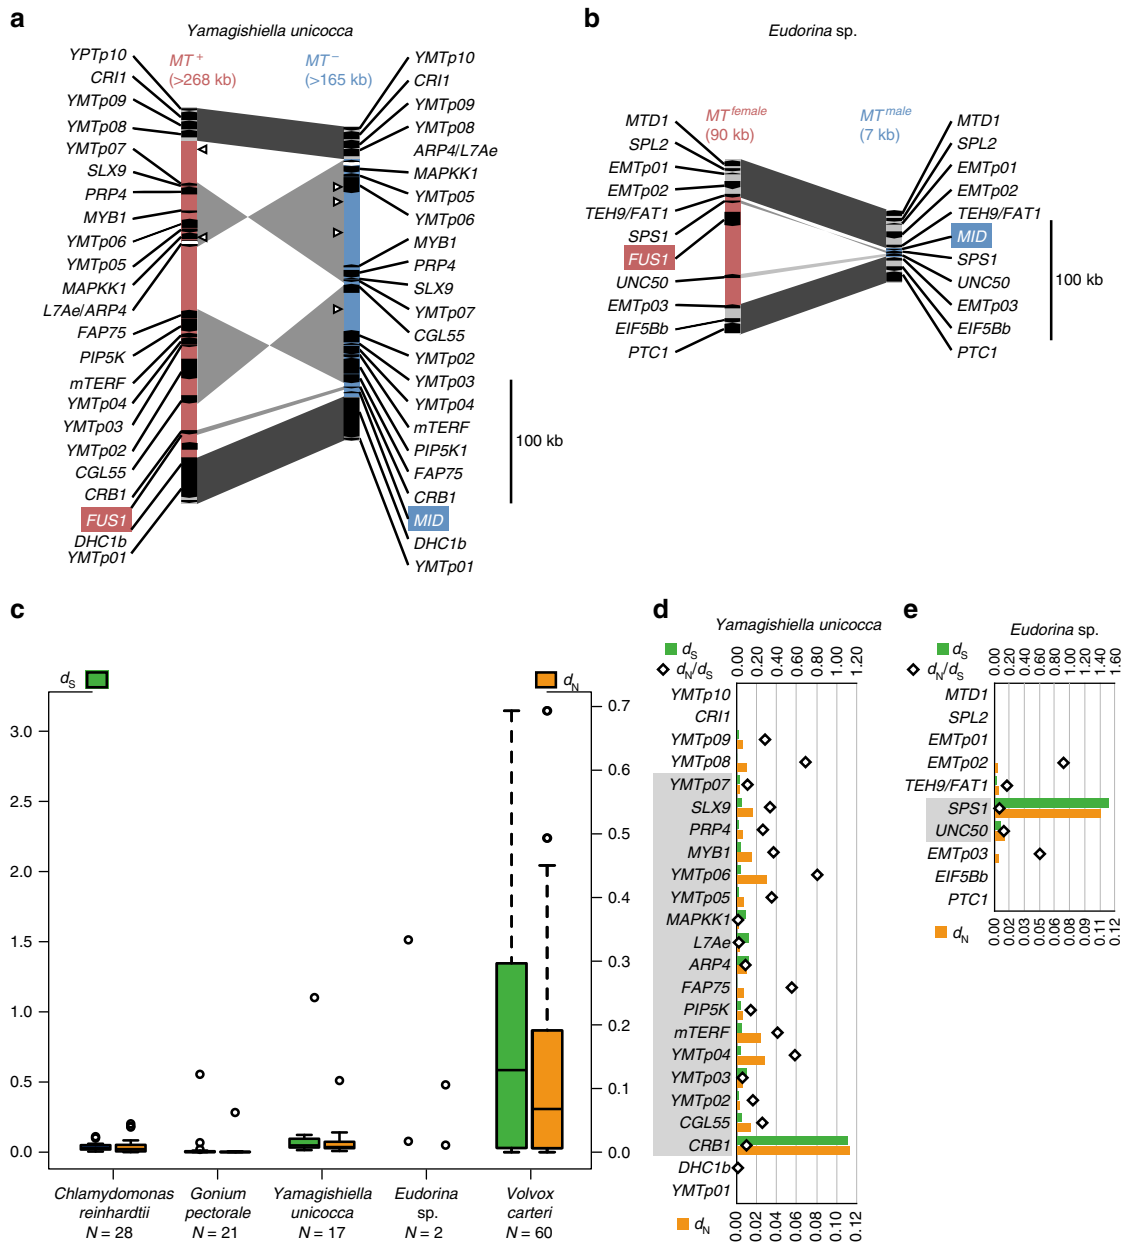 a
Yamagishiella unicocca
MT+
(>268 kb)
MT−
(>165 kb)
YPTp10
CRI1
YMTp09
YMTp08
YMTp07
SLX9
PRP4
MYB1
YMTp06
YMTp05
MAPKK1
L7Ae/ARP4
FAP75
PIP5K
mTERF
YMTp04
YMTp03
YMTp02
CGL55
CRB1
FUS1
DHC1b
YMTp01
YMTp10
CRI1
YMTp09
YMTp08
ARP4/L7Ae
MAPKK1
YMTp05
YMTp06
MYB1
PRP4
SLX9
YMTp07
CGL55
YMTp02
YMTp03
YMTp04
mTERF
PIP5K1
FAP75
CRB1
MID
DHC1b
YMTp01
100 kb
b
Eudorina sp.
MTfemale
(90 kb)
MTmale
(7 kb)
MTD1
SPL2
EMTp01
EMTp02
TEH9/FAT1
SPS1
FUS1
UNC50
EMTp03
EIF5Bb
PTC1
MTD1
SPL2
EMTp01
EMTp02
TEH9/FAT1
MID
SPS1
UNC50
EMTp03
EIF5Bb
PTC1
100 kb
c
dS
dN
3.0
2.5
2.0
1.5
1.0
0.5
0.0
0.7
0.6
0.5
0.4
0.3
0.2
0.1
0.0
Chlamydomonas
reinhardtii
N = 28
Gonium
pectorale
N = 21
Yamagishiella
unicocca
N = 17
Eudorina
sp.
N = 2
Volvox
carteri
N = 60
d
Yamagishiella unicocca
dS
dN/dS
0.00 0.20 0.40 0.60 0.80 1.00 1.20
YMTp10
CRI1
YMTp09
YMTp08
YMTp07
SLX9
PRP4
MYB1
YMTp06
YMTp05
MAPKK1
L7Ae
ARP4
FAP75
PIP5K
mTERF
YMTp04
YMTp03
YMTp02
CGL55
CRB1
DHC1b
YMTp01
dN
0.00 0.02 0.04 0.06 0.08 0.10 0.12
e
Eudorina sp.
dS
dN/dS
0.00 0.20 0.40 0.60 0.80 1.00 1.20 1.40 1.60
MTD1
SPL2
EMTp01
EMTp02
TEH9/FAT1
SPS1
UNC50
EMTp03
EIF5Bb
PTC1
dN
0.00 0.02 0.03 0.05 0.06 0.08 0.09 0.11 0.12